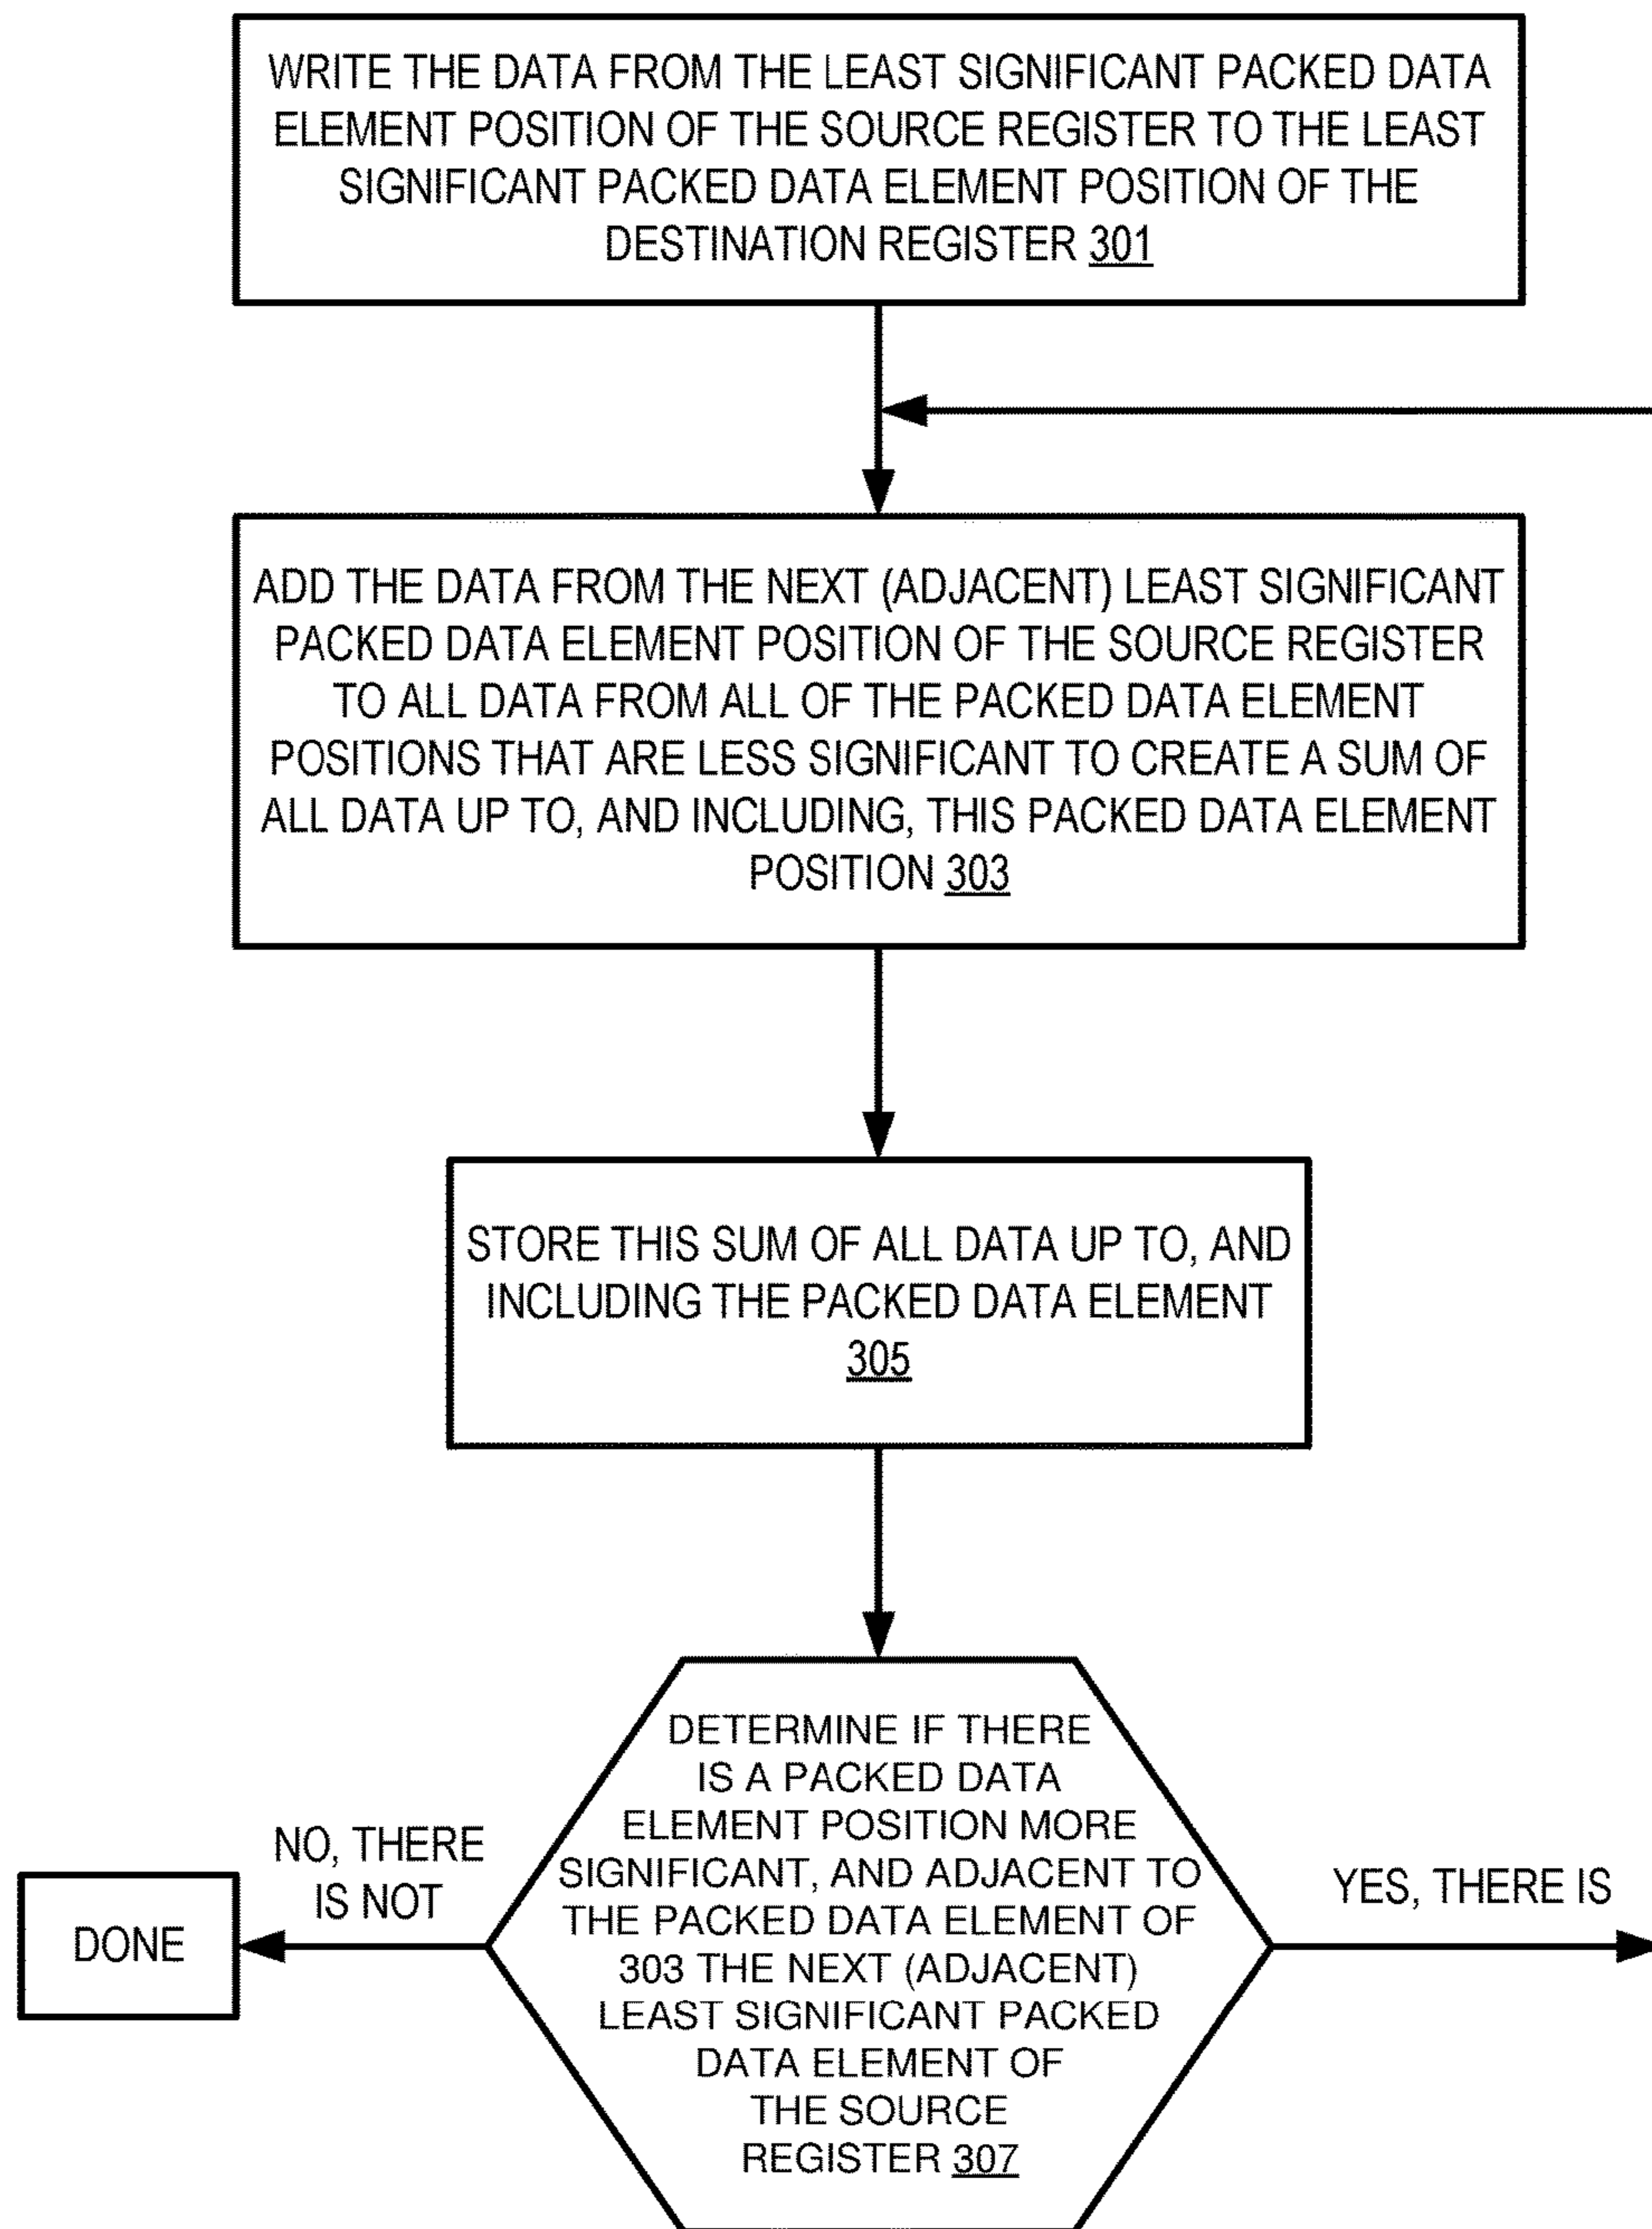 WRITE THE DATA FROM THE LEAST SIGNIFICANT PACKED DATA
ELEMENT POSITION OF THE SOURCE REGISTER TO THE LEAST
SIGNIFICANT PACKED DATA ELEMENT POSITION OF THE
DESTINATION REGISTER 301
ADD THE DATA FROM THE NEXT (ADJACENT) LEAST SIGNIFICANT
PACKED DATA ELEMENT POSITION OF THE SOURCE REGISTER
TO ALL DATA FROM ALL OF THE PACKED DATA ELEMENT
POSITIONS THAT ARE LESS SIGNIFICANT TO CREATE A SUM OF
ALL DATA UP TO, AND INCLUDING, THIS PACKED DATA ELEMENT
POSITION 303
STORE THIS SUM OF ALL DATA UP TO, AND
INCLUDING THE PACKED DATA ELEMENT
305
DETERMINE IF THERE
IS A PACKED DATA
ELEMENT POSITION MORE
SIGNIFICANT, AND ADJACENT TO
THE PACKED DATA ELEMENT OF
303 THE NEXT (ADJACENT)
LEAST SIGNIFICANT PACKED
DATA ELEMENT OF
THE SOURCE
REGISTER 307
NO, THERE
IS NOT
DONE
YES, THERE IS